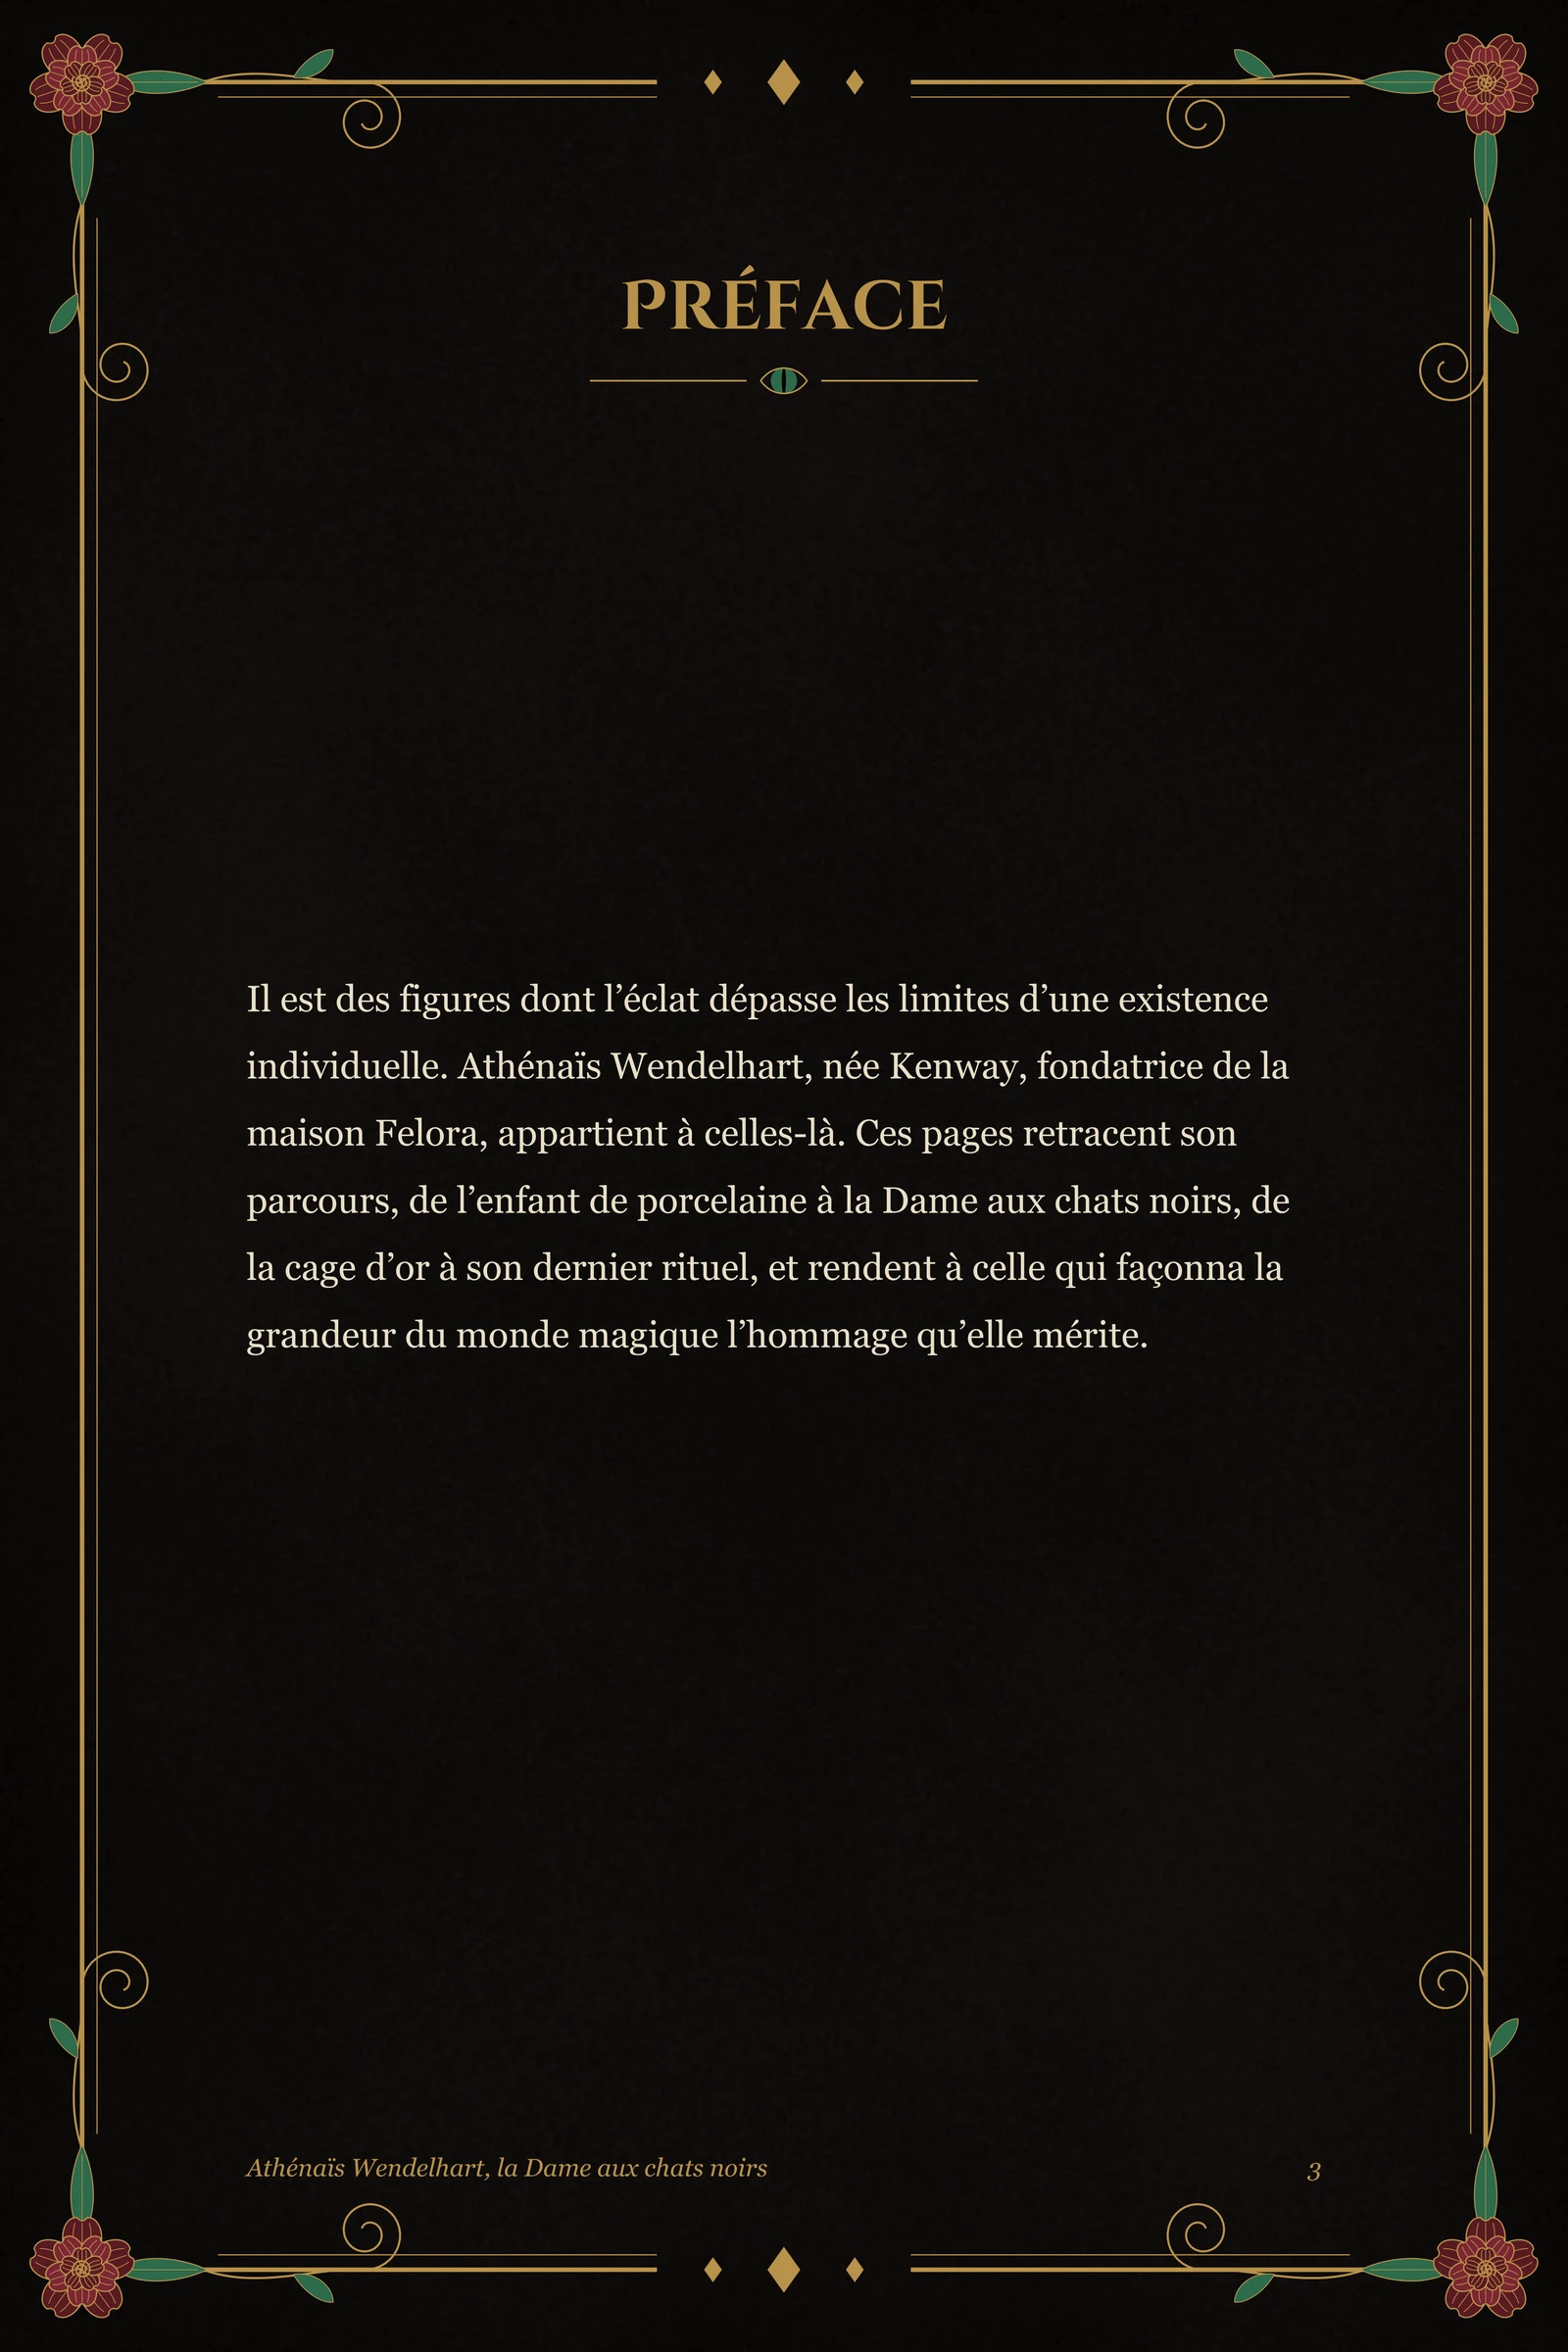 PRÉFACE
Il est des figures dont l’éclat dépasse les limites d’une existence
individuelle. Athénaïs Wendelhart, née Kenway, fondatrice de la
maison Felora, appartient à celles-là. Ces pages retracent son
parcours, de l’enfant de porcelaine à la Dame aux chats noirs, de
la cage d’or à son dernier rituel, et rendent à celle qui façonna la
grandeur du monde magique l’hommage qu’elle mérite.
Athénaïs Wendelhart, la Dame aux chats noirs
3